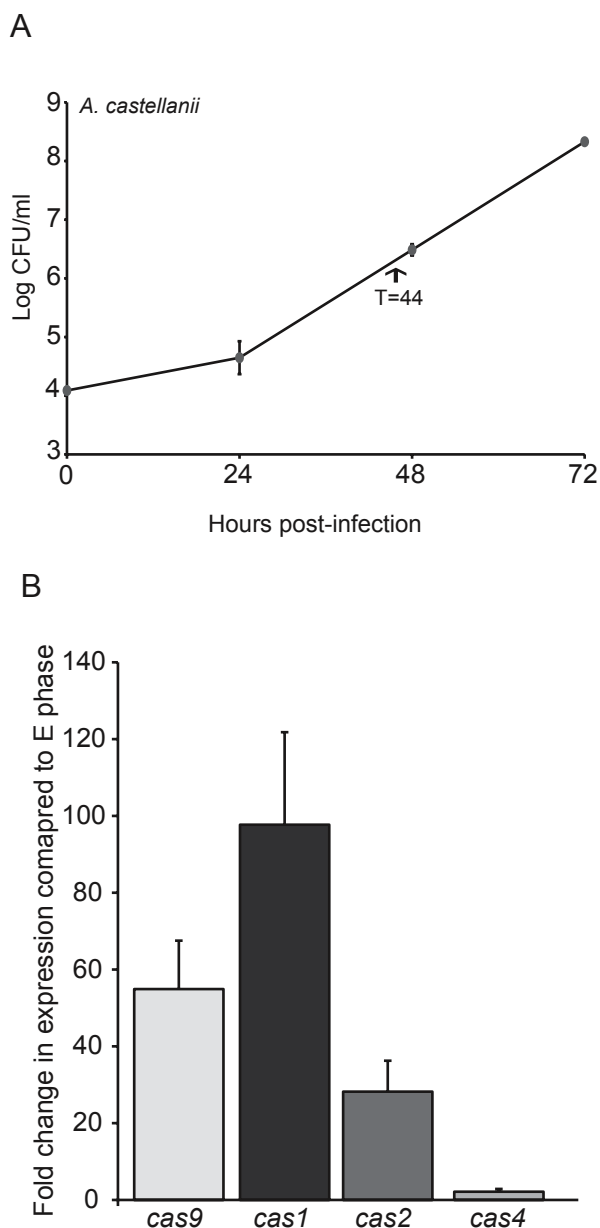 A
A. castellanii
9
8
7
6
5
4
3
Log CFU/ml
T=44
0 24 48 72
Hours post-infection
B
Fold change in expression comapred to E phase
140
120
100
80
60
40
20
0
cas9 cas1 cas2 cas4